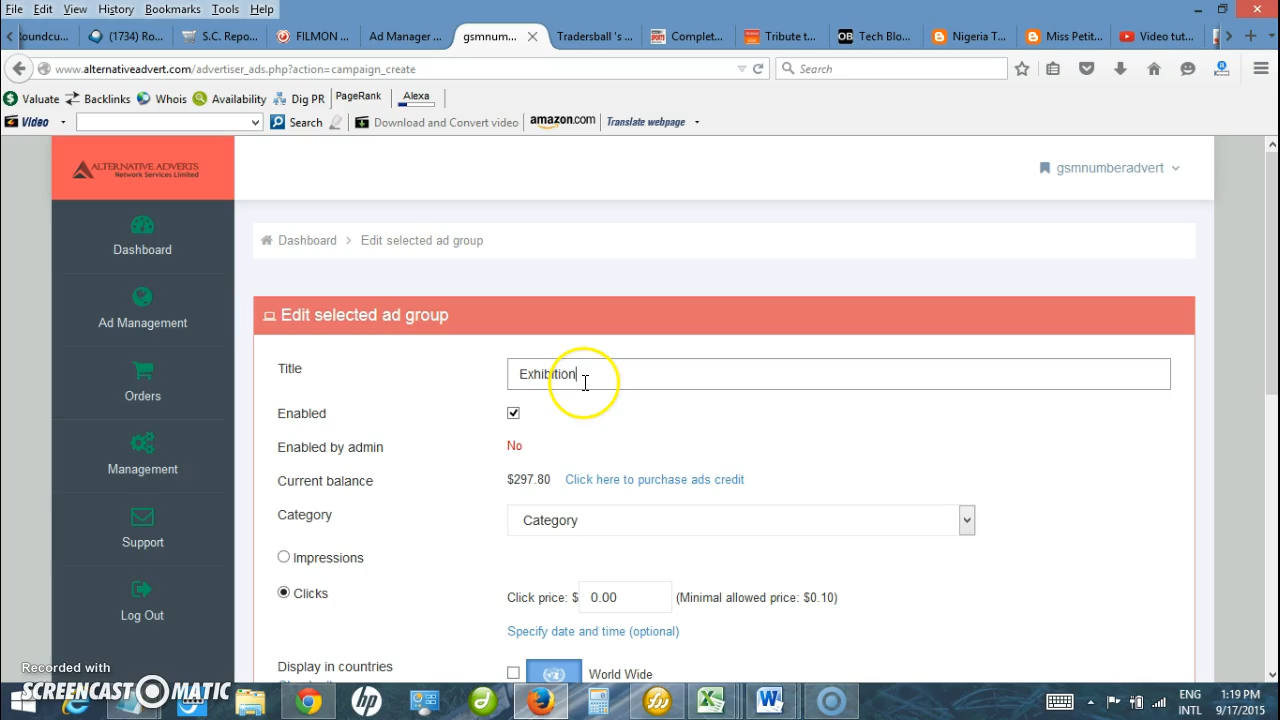 File Edit View History Bookmarks Tools Help
oundcu... (1734) Ro... S.C. Repo... FILMON ... Ad Manager ... gsmnum... Tradersball 's ... Complet... Tribute t... Tech Bloc... Nigeria T... Miss Petit... Video tut...
www.alternativeadvert.com/advertiser_ads.php?action=campaign_create Search
Valuate Backlinks Whois Availability Dig PR PageRank Alexa
Video Search Download and Convert video amazon.com Translate webpage
ALTERNATIVE ADVERTS
Network Services Limited
gsmnumberadvert
Dashboard
Ad Management
Orders
Management
Support
Log Out
Dashboard > Edit selected ad group
Edit selected ad group
Title Exhibition
Enabled
Enabled by admin No
Current balance $297.80 Click here to purchase ads credit
Category Category
Impressions
Clicks Click price: $ 0.00 (Minimal allowed price: $0.10)
Specify date and time (optional)
Display in countries World Wide
Recorded with
SCREENCAST MATIC
ENG
INTL
1:19 PM
9/17/2015